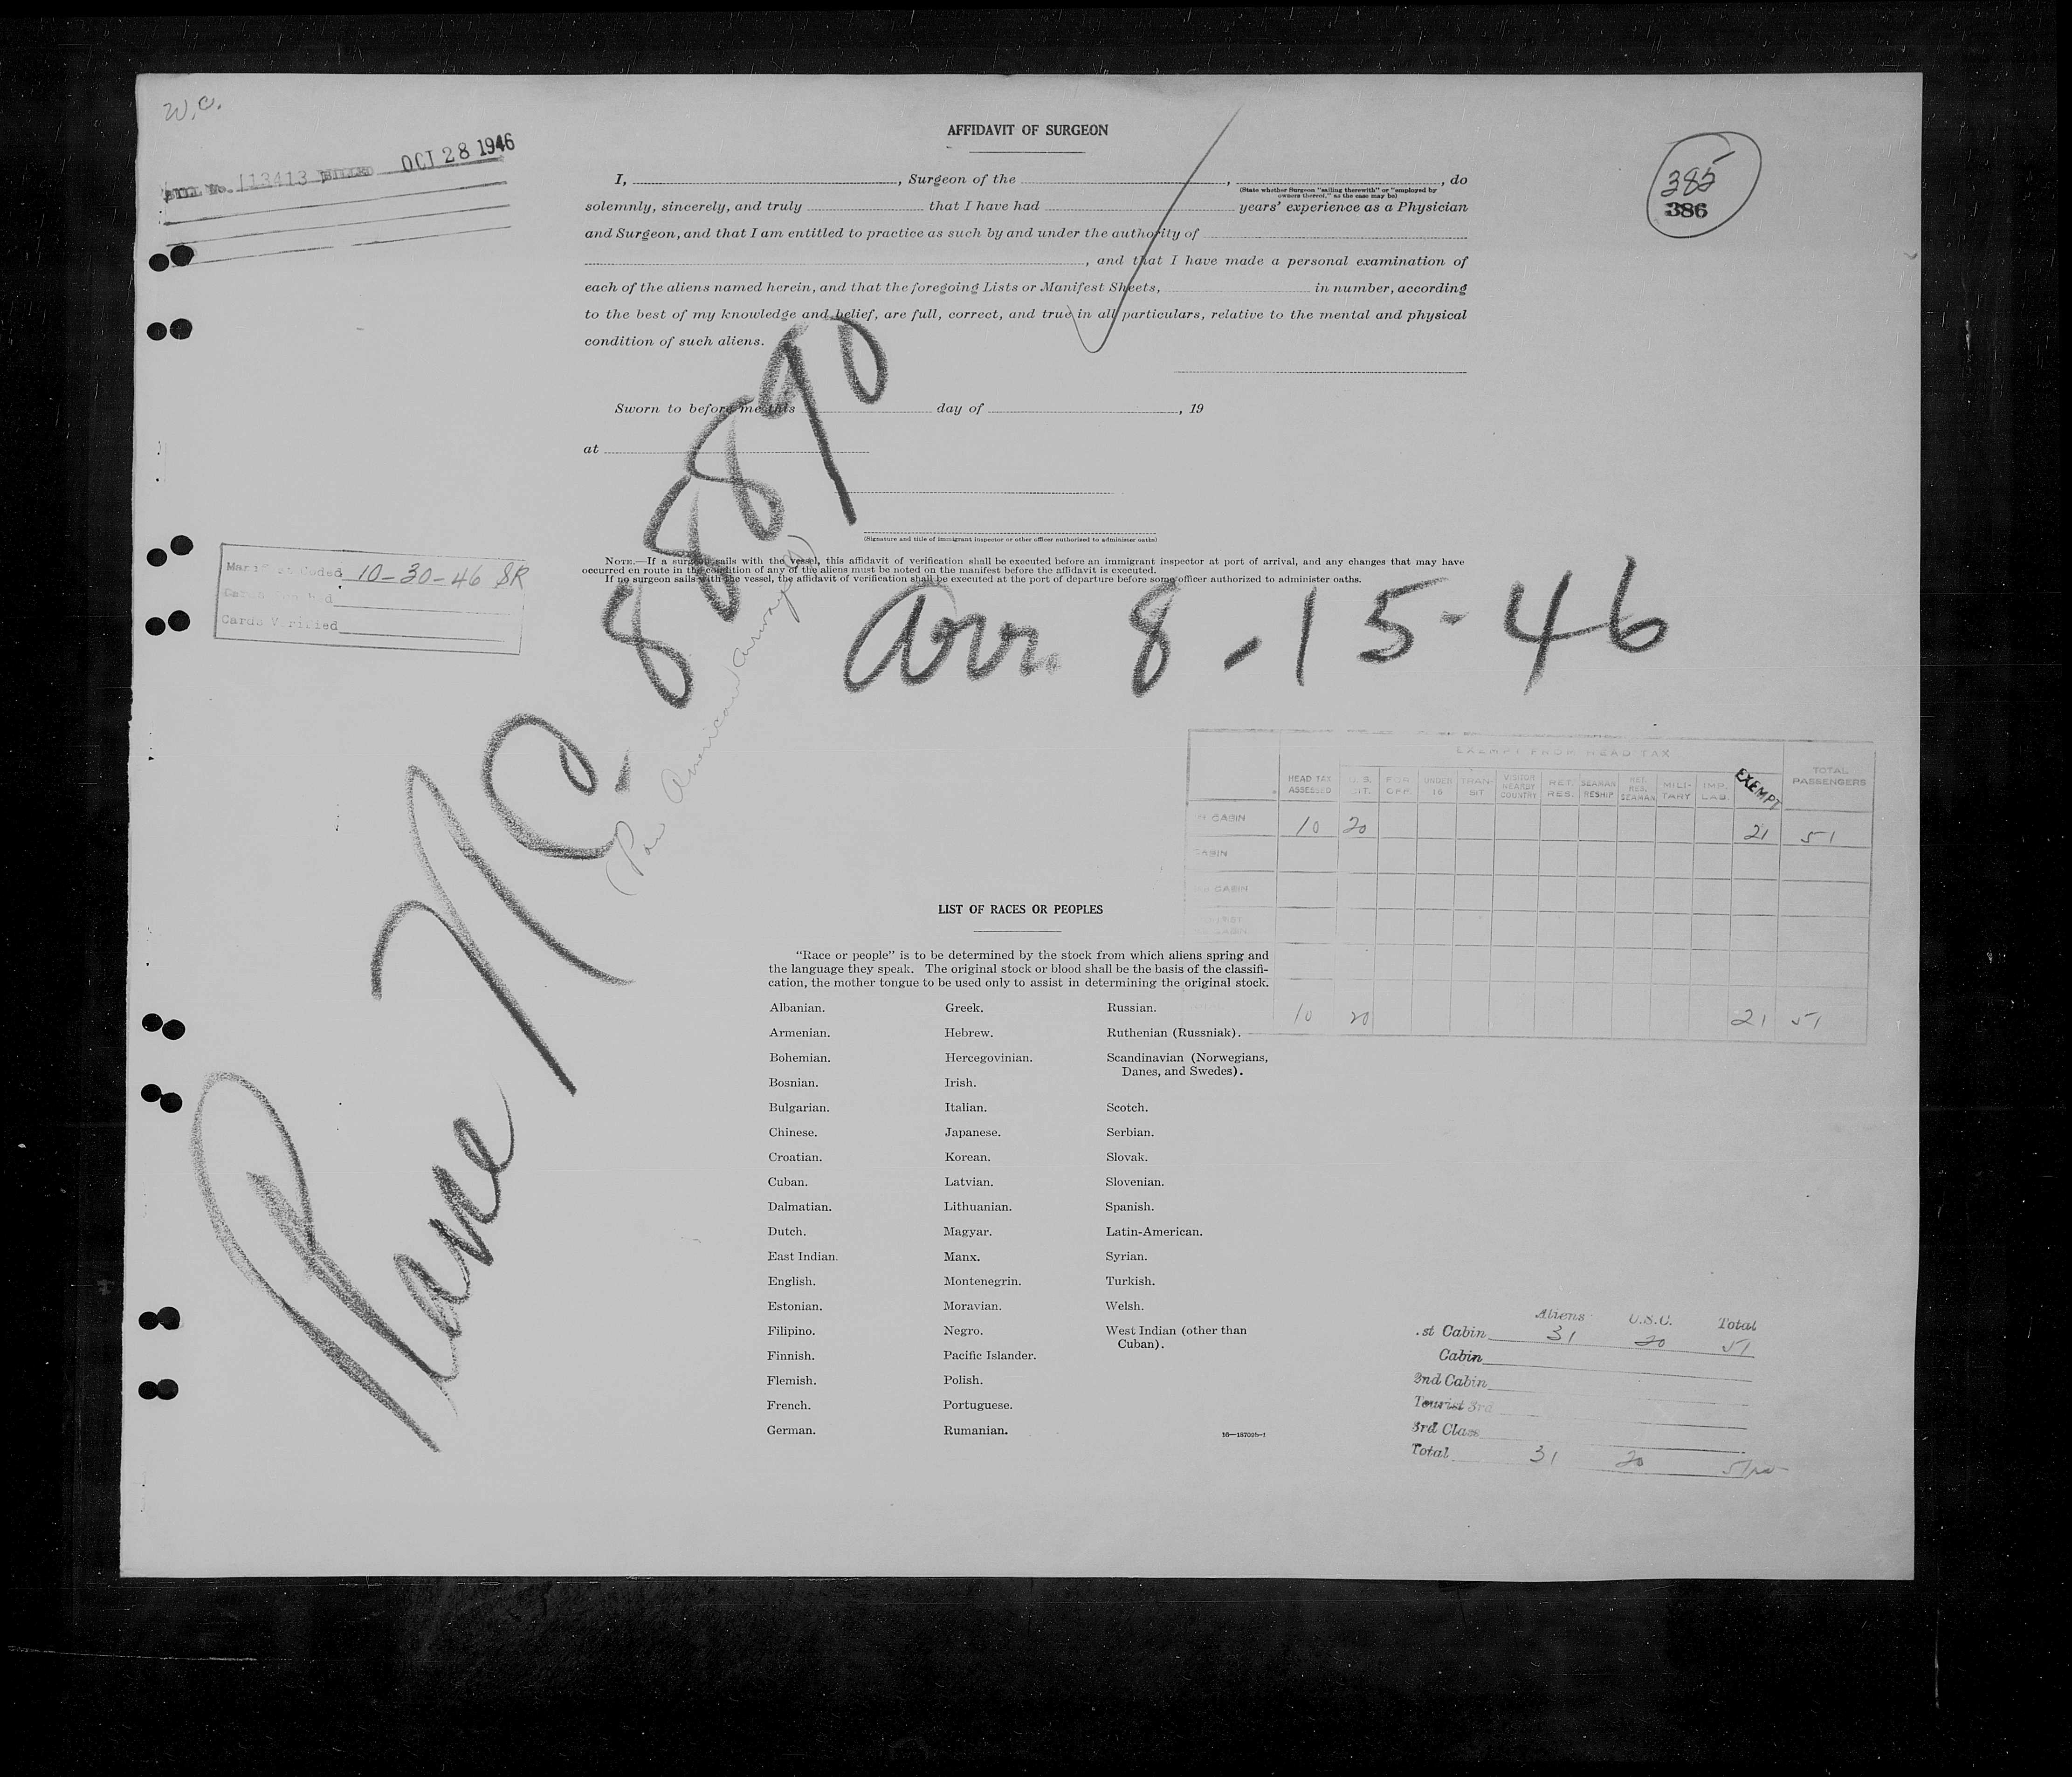 W.C.
BILL No. 113413 BILLED OCT 28 1946
385
386
AFFIDAVIT OF SURGEON
I, , Surgeon of the , , do
(State whether Surgeon "sailing therewith" or "employed by
owners thereof," as the case may be)
solemnly, sincerely, and truly that I have had years' experience as a Physician
and Surgeon, and that I am entitled to practice as such by and under the authority of
, and that I have made a personal examination of
each of the aliens named herein, and that the foregoing Lists or Manifest Sheets, in number, according
to the best of my knowledge and belief, are full, correct, and true in all particulars, relative to the mental and physical
condition of such aliens.
Sworn to before me this day of , 19
at
(Signature and title of immigrant inspector or other officer authorized to administer oaths)
NOTE.—If a surgeon sails with the vessel, this affidavit of verification shall be executed before an immigrant inspector at port of arrival, and any changes that may have
occurred en route in the condition of any of the aliens must be noted on the manifest before the affidavit is executed.
If no surgeon sails with the vessel, the affidavit of verification shall be executed at the port of departure before some officer authorized to administer oaths.
Manifest Coded 10-30-46 SR
Cards
Cards Verified
Plane NC. 88890
(Pan American Airways)
Arr. 8-15-46
EXEMPT FROM HEAD TAX
HEAD TAX ASSESSED U.S. CIT. FOR OFF. UNDER 16 TRANSIT VISITOR NEARBY COUNTRY RET. RES. SEAMAN RESHIP RET. RES. SEAMAN MILITARY IMP. LAB. EXEMPT TOTAL PASSENGERS
CABIN 10 20 21 51
CABIN
CABIN
10 20 21 51
LIST OF RACES OR PEOPLES
"Race or people" is to be determined by the stock from which aliens spring and
the language they speak. The original stock or blood shall be the basis of the classifi-
cation, the mother tongue to be used only to assist in determining the original stock.
Albanian. Greek. Russian.
Armenian. Hebrew. Ruthenian (Russniak).
Bohemian. Hercegovinian. Scandinavian (Norwegians,
Danes, and Swedes).
Bosnian. Irish.
Bulgarian. Italian. Scotch.
Chinese. Japanese. Serbian.
Croatian. Korean. Slovak.
Cuban. Latvian. Slovenian.
Dalmatian. Lithuanian. Spanish.
Dutch. Magyar. Latin-American.
East Indian. Manx. Syrian.
English. Montenegrin. Turkish.
Estonian. Moravian. Welsh.
Filipino. Negro. West Indian (other than
Cuban).
Finnish. Pacific Islander.
Flemish. Polish.
French. Portuguese.
German. Rumanian.
16—18700b-1
Aliens U.S.C. Total
st Cabin 31 20 51
Cabin
2nd Cabin
Tourist 3rd
3rd Class
Total 31 20 51